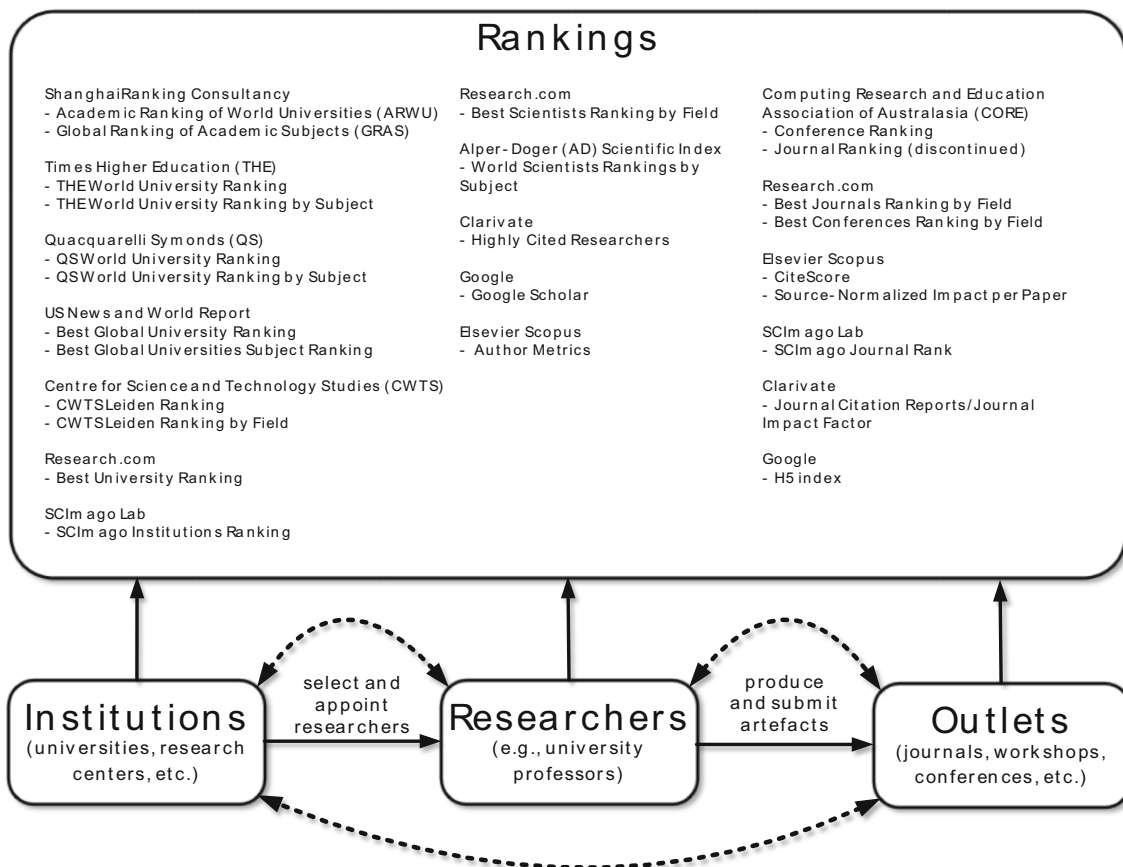 Rankings
ShanghaiRanking Consultancy
- Academic Ranking of World Universities (ARWU)
- Global Ranking of Academic Subjects (GRAS)
Times Higher Education (THE)
- THE World University Ranking
- THE World University Ranking by Subject
Quacquarelli Symonds (QS)
- QS World University Ranking
- QS World University Ranking by Subject
US News and World Report
- Best Global University Ranking
- Best Global Universities Subject Ranking
Centre for Science and Technology Studies (CWTS)
- CWTS Leiden Ranking
- CWTS Leiden Ranking by Field
Research.com
- Best University Ranking
SCImago Lab
- SCImago Institutions Ranking
Research.com
- Best Scientists Ranking by Field
Alper-Doger (AD) Scientific Index
- World Scientists Rankings by
Subject
Clarivate
- Highly Cited Researchers
Google
- Google Scholar
Elsevier Scopus
- Author Metrics
Computing Research and Education
Association of Australasia (CORE)
- Conference Ranking
- Journal Ranking (discontinued)
Research.com
- Best Journals Ranking by Field
- Best Conferences Ranking by Field
Elsevier Scopus
- CiteScore
- Source-Normalized Impact per Paper
SCImago Lab
- SCImago Journal Rank
Clarivate
- Journal Citation Reports/Journal
Impact Factor
Google
- H5 index
Institutions
(universities, research
centers, etc.)
select and
appoint
researchers
Researchers
(e.g., university
professors)
produce
and submit
artefacts
Outlets
(journals, workshops,
conferences, etc.)